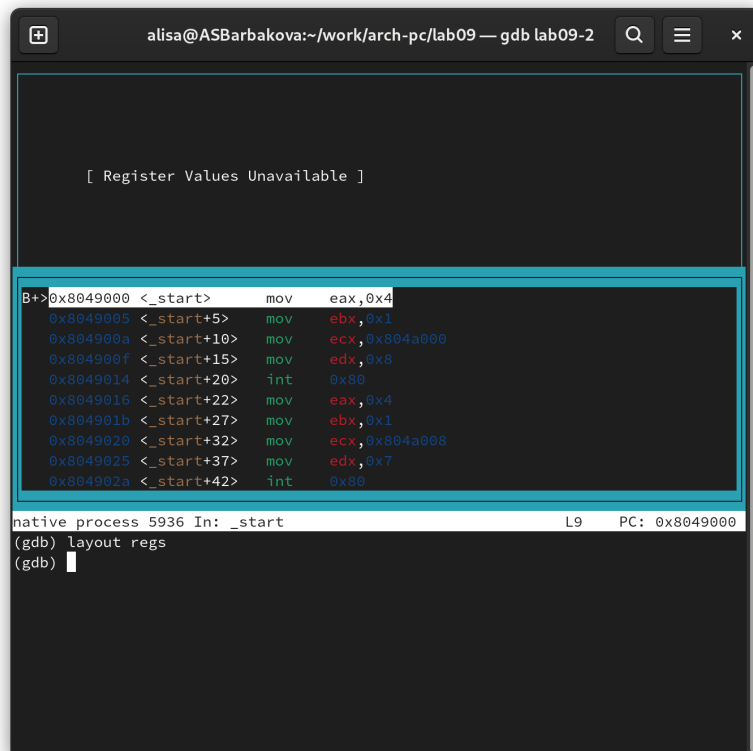 alisa@ASBarbakova:~/work/arch-pc/lab09 — gdb lab09-2
[ Register Values Unavailable ]
B+>0x8049000 <_start>      mov    eax,0x4
0x8049005 <_start+5>    mov    ebx,0x1
0x804900a <_start+10>   mov    ecx,0x804a000
0x804900f <_start+15>   mov    edx,0x8
0x8049014 <_start+20>   int    0x80
0x8049016 <_start+22>   mov    eax,0x4
0x804901b <_start+27>   mov    ebx,0x1
0x8049020 <_start+32>   mov    ecx,0x804a008
0x8049025 <_start+37>   mov    edx,0x7
0x804902a <_start+42>   int    0x80
native process 5936 In: _start                               L9    PC: 0x8049000
(gdb) layout regs
(gdb)